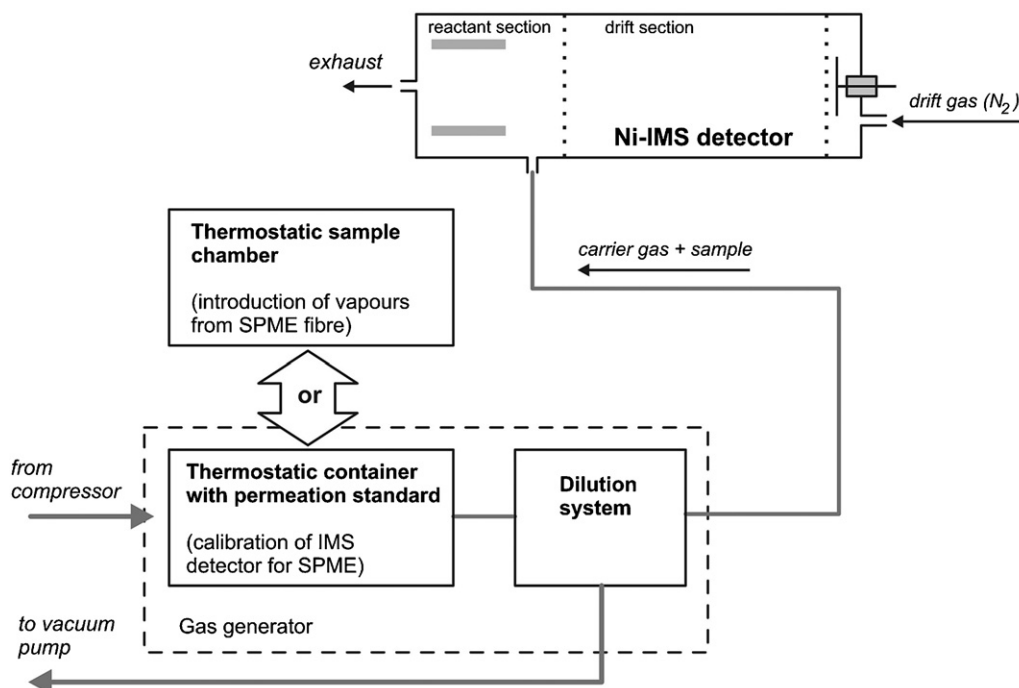 reactant section
drift section
exhaust
drift gas (N2)
Ni-IMS detector
Thermostatic sample
chamber
(introduction of vapours
from SPME fibre)
carrier gas + sample
or
from
compressor
Thermostatic container
with permeation standard
(calibration of IMS
detector for SPME)
Dilution
system
to vacuum
pump
Gas generator